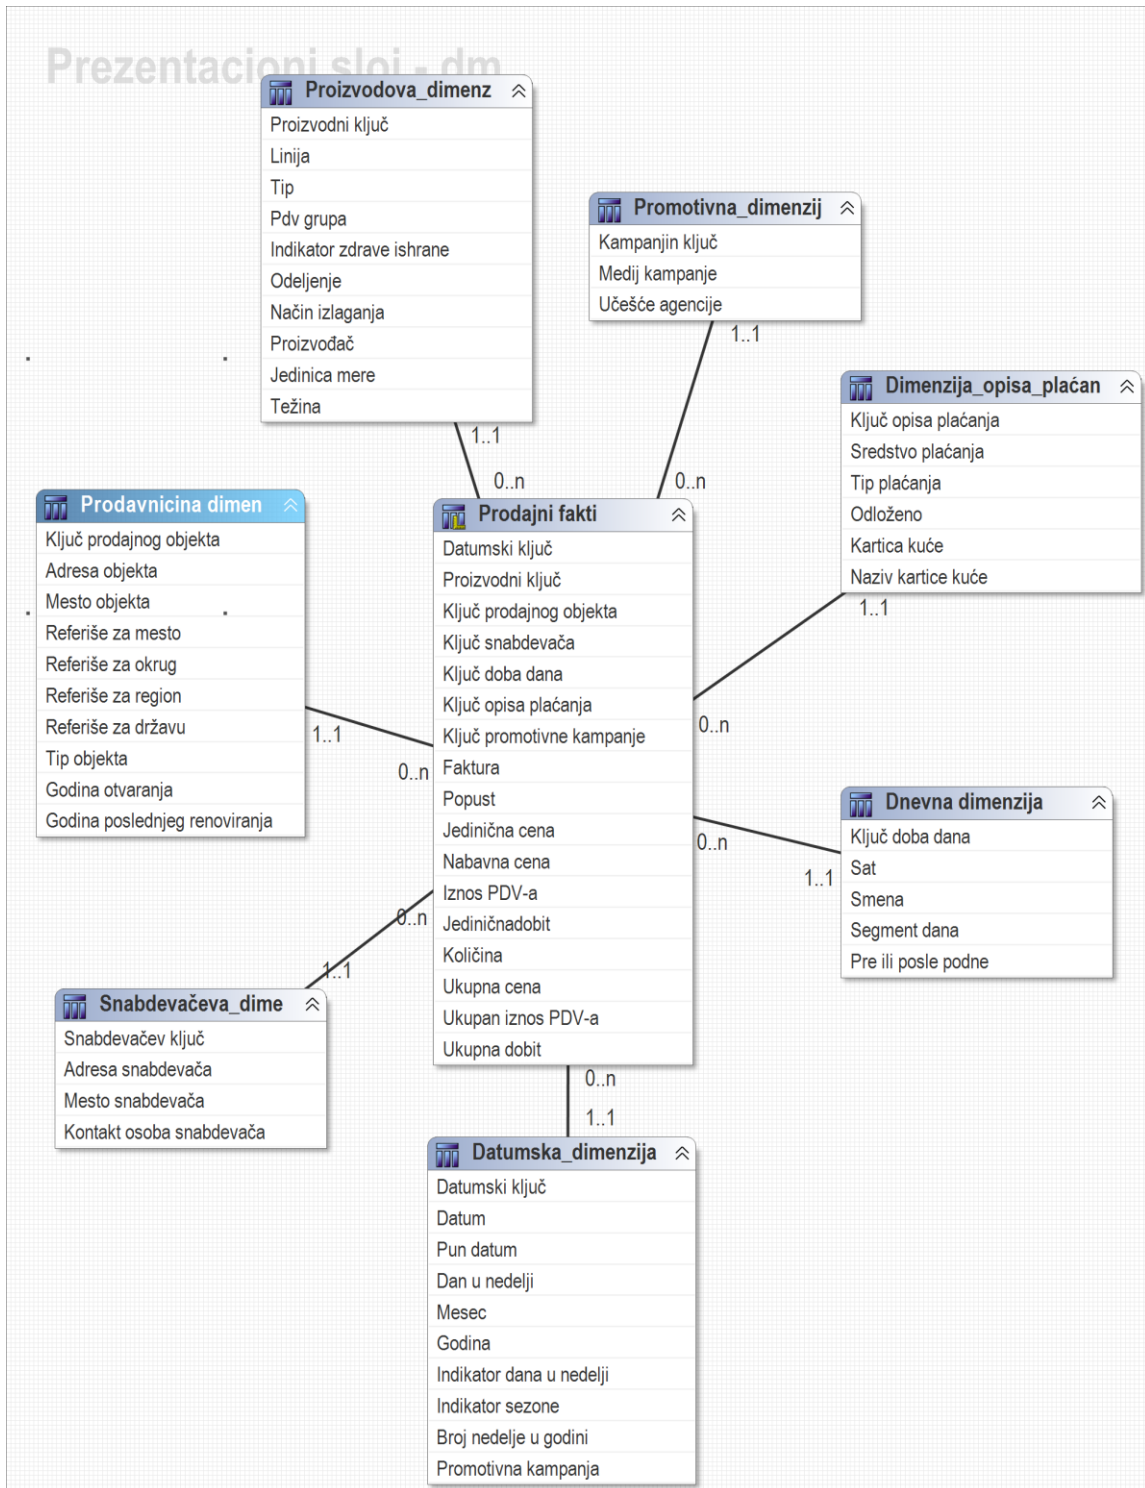 Prezentacioni sloj - dm
Proizvodova_dimenz
Proizvodni ključ
Linija
Tip
Pdv grupa
Indikator zdrave ishrane
Odeljenje
Način izlaganja
Proizvođač
Jedinica mere
Težina
1..1
0..n
Promotivna_dimenzij
Kampanjin ključ
Medij kampanje
Učešće agencije
1..1
0..n
Dimenzija_opisa_plaćan
Ključ opisa plaćanja
Sredstvo plaćanja
Tip plaćanja
Odloženo
Kartica kuće
Naziv kartice kuće
1..1
0..n
Prodavnicina dimen
Ključ prodajnog objekta
Adresa objekta
Mesto objekta
Referiše za mesto
Referiše za okrug
Referiše za region
Referiše za državu
Tip objekta
Godina otvaranja
Godina poslednjeg renoviranja
1..1
0..n
Prodajni fakti
Datumski ključ
Proizvodni ključ
Ključ prodajnog objekta
Ključ snabdevača
Ključ doba dana
Ključ opisa plaćanja
Ključ promotivne kampanje
Faktura
Popust
Jedinična cena
Nabavna cena
Iznos PDV-a
Jediničnadobit
Količina
Ukupna cena
Ukupan iznos PDV-a
Ukupna dobit
Dnevna dimenzija
Ključ doba dana
Sat
Smena
Segment dana
Pre ili posle podne
0..n
1..1
0..n
1..1
Snabdevačeva_dime
Snabdevačev ključ
Adresa snabdevača
Mesto snabdevača
Kontakt osoba snabdevača
0..n
1..1
Datumska_dimenzija
Datumski ključ
Datum
Pun datum
Dan u nedelji
Mesec
Godina
Indikator dana u nedelji
Indikator sezone
Broj nedelje u godini
Promotivna kampanja